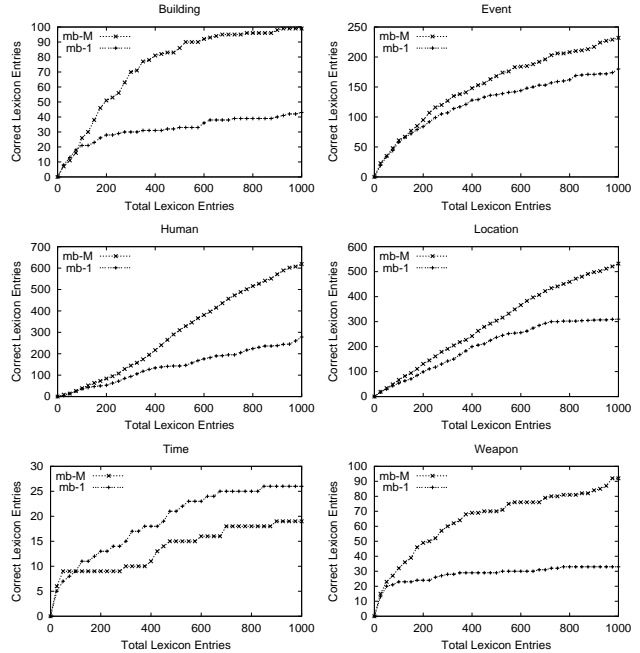 Building
Correct Lexicon Entries
100
90
80
70
60
50
40
30
20
10
0
mb-M
mb-1
0 200 400 600 800 1000
Total Lexicon Entries
Event
Correct Lexicon Entries
250
200
150
100
50
0
mb-M
mb-1
0 200 400 600 800 1000
Total Lexicon Entries
Human
Correct Lexicon Entries
700
600
500
400
300
200
100
0
mb-M
mb-1
0 200 400 600 800 1000
Total Lexicon Entries
Location
Correct Lexicon Entries
600
500
400
300
200
100
0
mb-M
mb-1
0 200 400 600 800 1000
Total Lexicon Entries
Time
Correct Lexicon Entries
30
25
20
15
10
5
0
mb-M
mb-1
0 200 400 600 800 1000
Total Lexicon Entries
Weapon
Correct Lexicon Entries
100
90
80
70
60
50
40
30
20
10
0
mb-M
mb-1
0 200 400 600 800 1000
Total Lexicon Entries